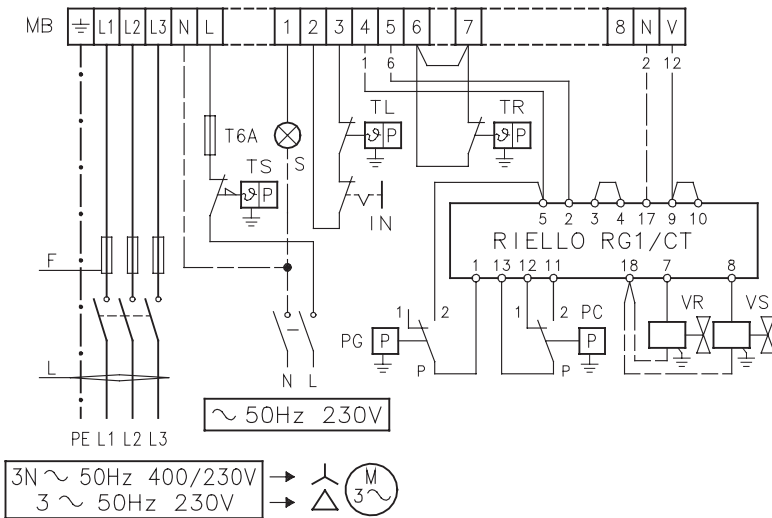 MB L1 L2 L3 N L 1 2 3 4 5 6 7 8 N V
1 6 2 12
T6A TL P TR P
TS P S IN
5 2 3 4 17 9 10
RIELLO RG1/CT
1 13 12 11 18 7 8
F
1 2 1 2 VR VS
PG P P P PC P
L
N L
~ 50Hz 230V
PE L1 L2 L3
3N ~ 50Hz 400/230V
3 ~ 50Hz 230V
M
3~